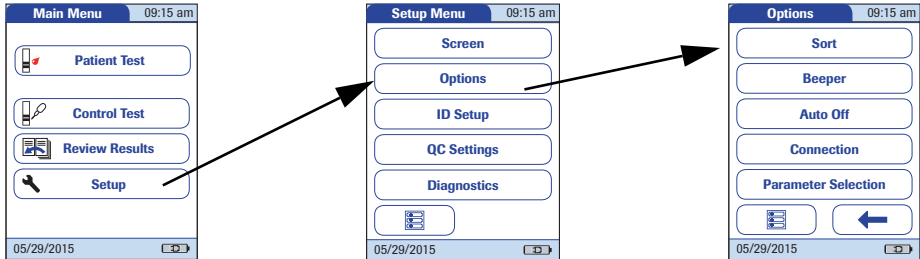 Main Menu 09:15 am
Patient Test
Control Test
Review Results
Setup
05/29/2015
Setup Menu 09:15 am
Screen
Options
ID Setup
QC Settings
Diagnostics
05/29/2015
Options 09:15 am
Sort
Beeper
Auto Off
Connection
Parameter Selection
05/29/2015